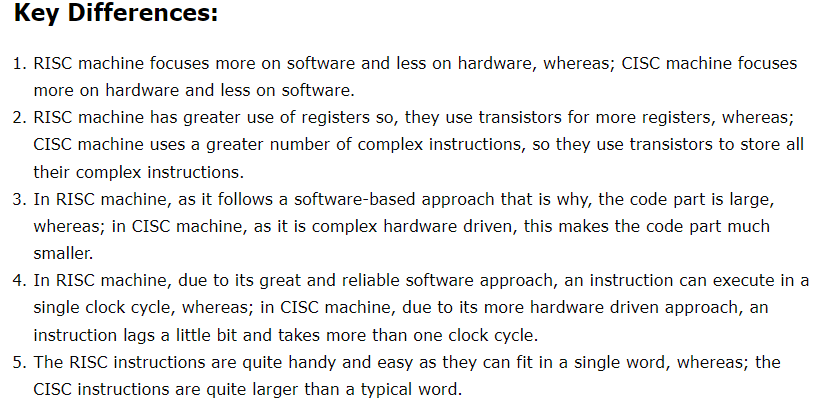 Key Differences:
1. RISC machine focuses more on software and less on hardware, whereas; CISC machine focuses
more on hardware and less on software.
2. RISC machine has greater use of registers so, they use transistors for more registers, whereas;
CISC machine uses a greater number of complex instructions, so they use transistors to store all
their complex instructions.
3. In RISC machine, as it follows a software-based approach that is why, the code part is large,
whereas; in CISC machine, as it is complex hardware driven, this makes the code part much
smaller.
4. In RISC machine, due to its great and reliable software approach, an instruction can execute in a
single clock cycle, whereas; in CISC machine, due to its more hardware driven approach, an
instruction lags a little bit and takes more than one clock cycle.
5. The RISC instructions are quite handy and easy as they can fit in a single word, whereas; the
CISC instructions are quite larger than a typical word.